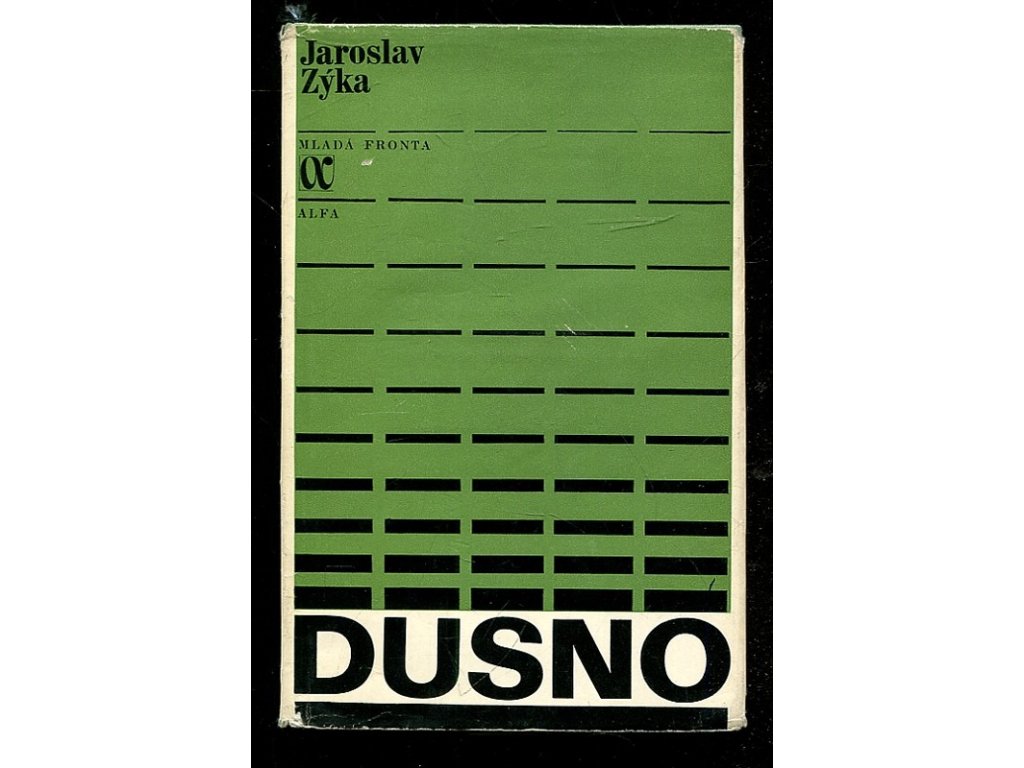 Jaroslav
Zýka
MLADÁ FRONTA
α
ALFA
DUSNO